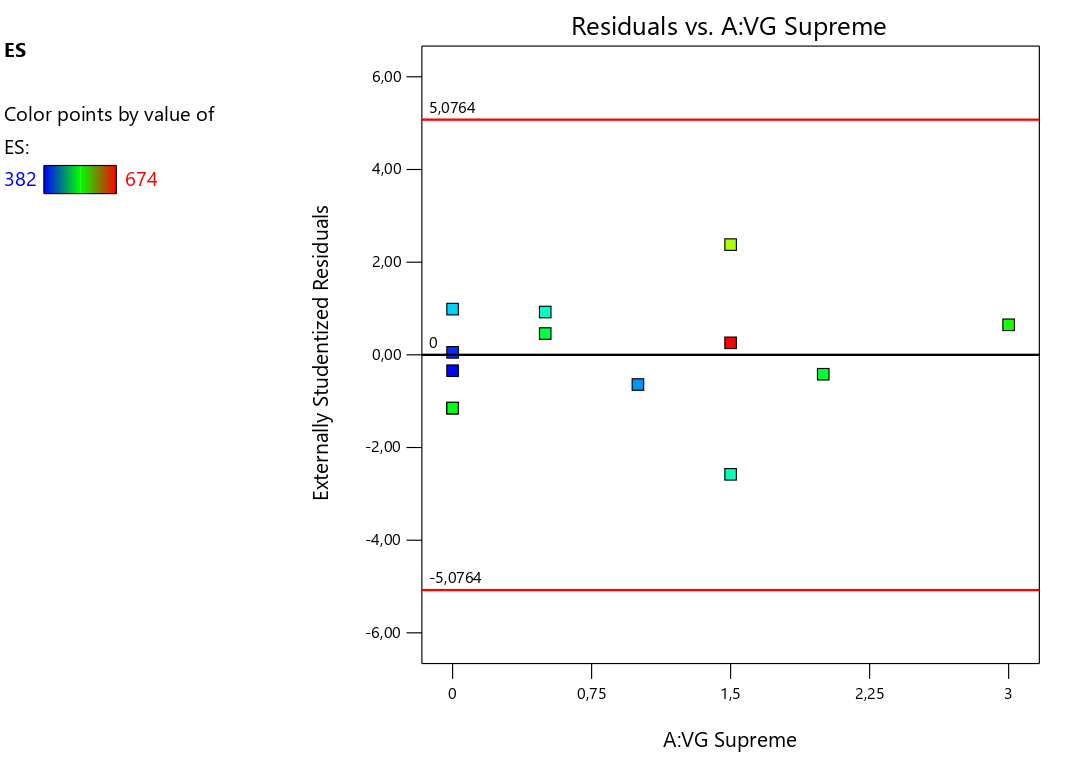 Residuals vs. A:VG Supreme
ES
Color points by value of
ES:
382 674
Externally Studentized Residuals
6,00
4,00
2,00
0,00
-2,00
-4,00
-6,00
5,0764
0
-5,0764
0 0,75 1,5 2,25 3
A:VG Supreme